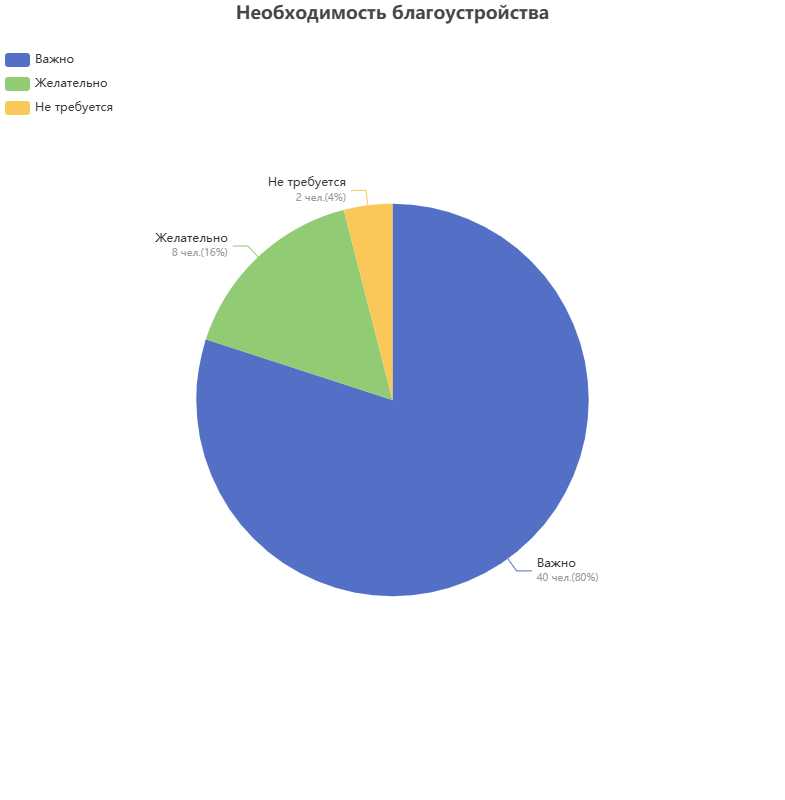 Необходимость благоустройства
Важно
Желательно
Не требуется
Не требуется
2 чел.(4%)
Желательно
8 чел.(16%)
Важно
40 чел.(80%)